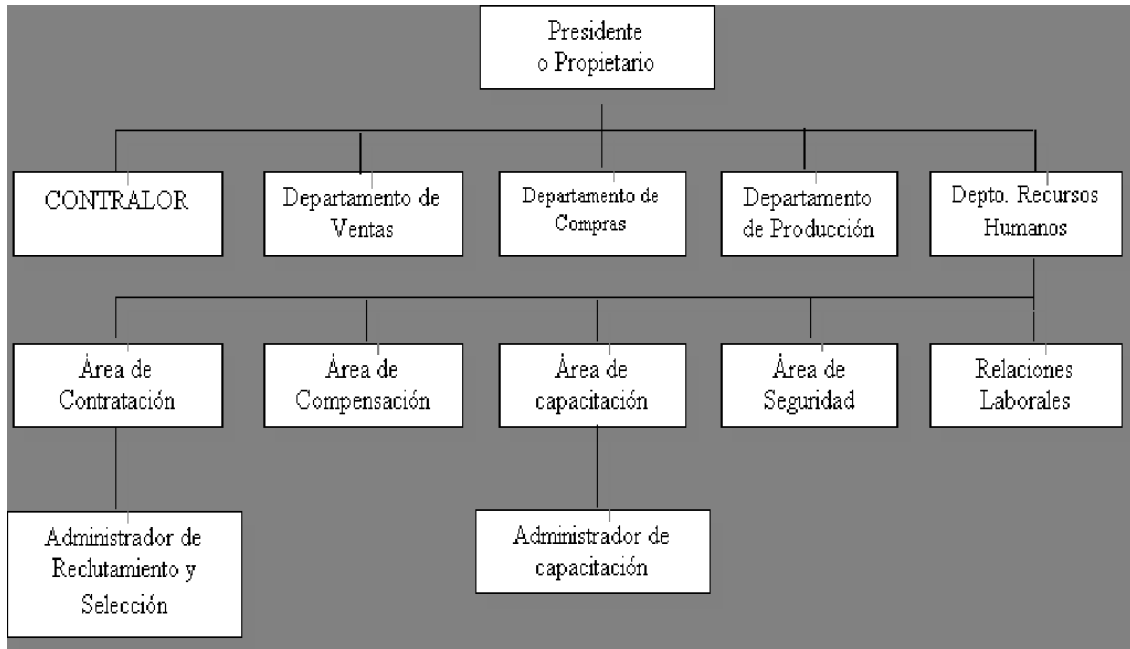 Presidente
o Propietario
CONTRALOR
Departamento de
Ventas
Departamento de
Compras
Departamento
de Producción
Depto. Recursos
Humanos
Área de
Contratación
Área de
Compensación
Área de
capacitación
Área de
Seguridad
Relaciones
Laborales
Administrador de
Reclutamiento y
Selección
Administrador de
capacitación